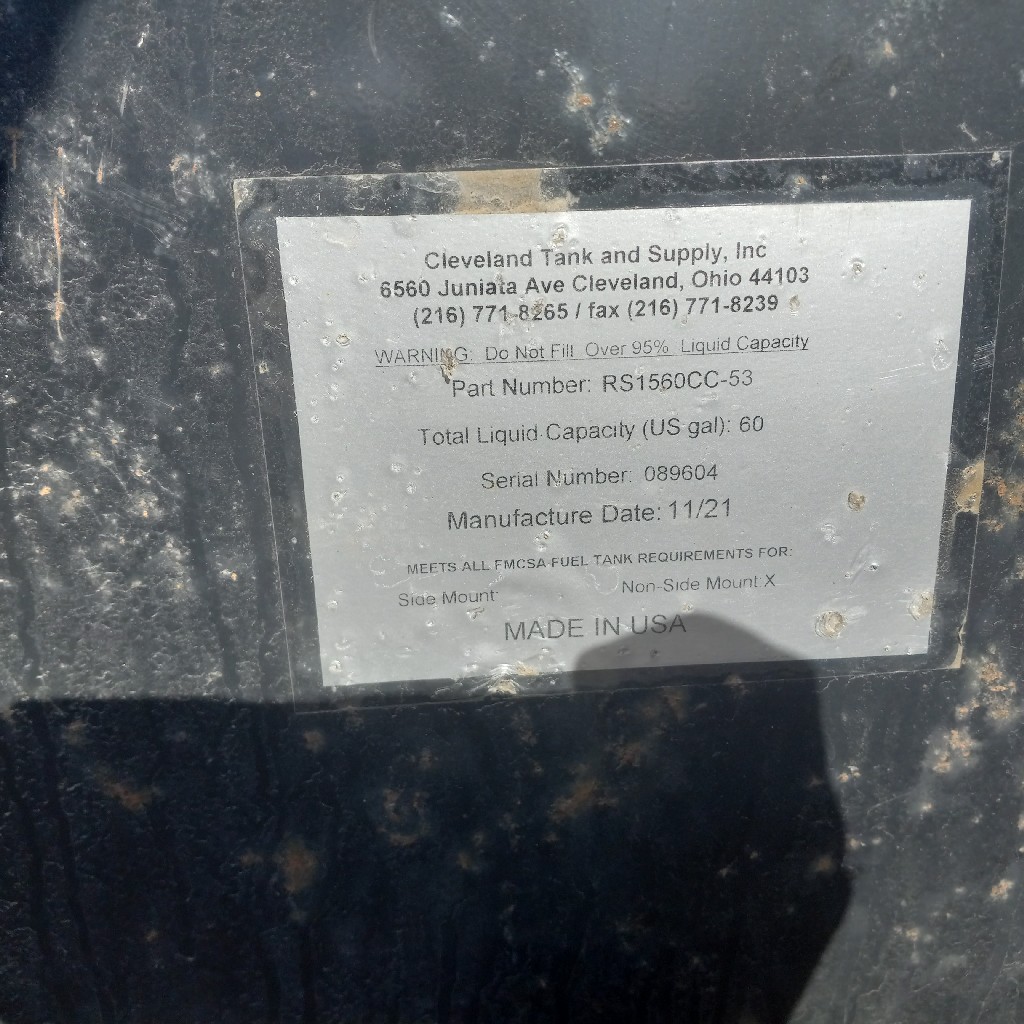 Cleveland Tank and Supply, Inc
6560 Juniata Ave Cleveland, Ohio 44103
(216) 771-8265 / fax (216) 771-8239
WARNING: Do Not Fill Over 95% Liquid Capacity
Part Number: RS1560CC-53
Total Liquid Capacity (US gal): 60
Serial Number: 089604
Manufacture Date: 11/21
MEETS ALL FMCSA FUEL TANK REQUIREMENTS FOR:
Side Mount: Non-Side Mount:X
MADE IN USA